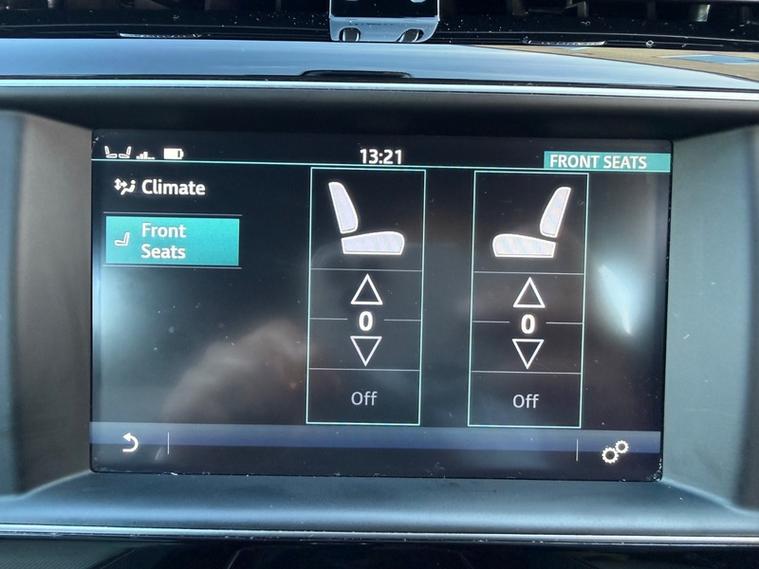 13:21
FRONT SEATS
Climate
Front
Seats
0
0
Off
Off